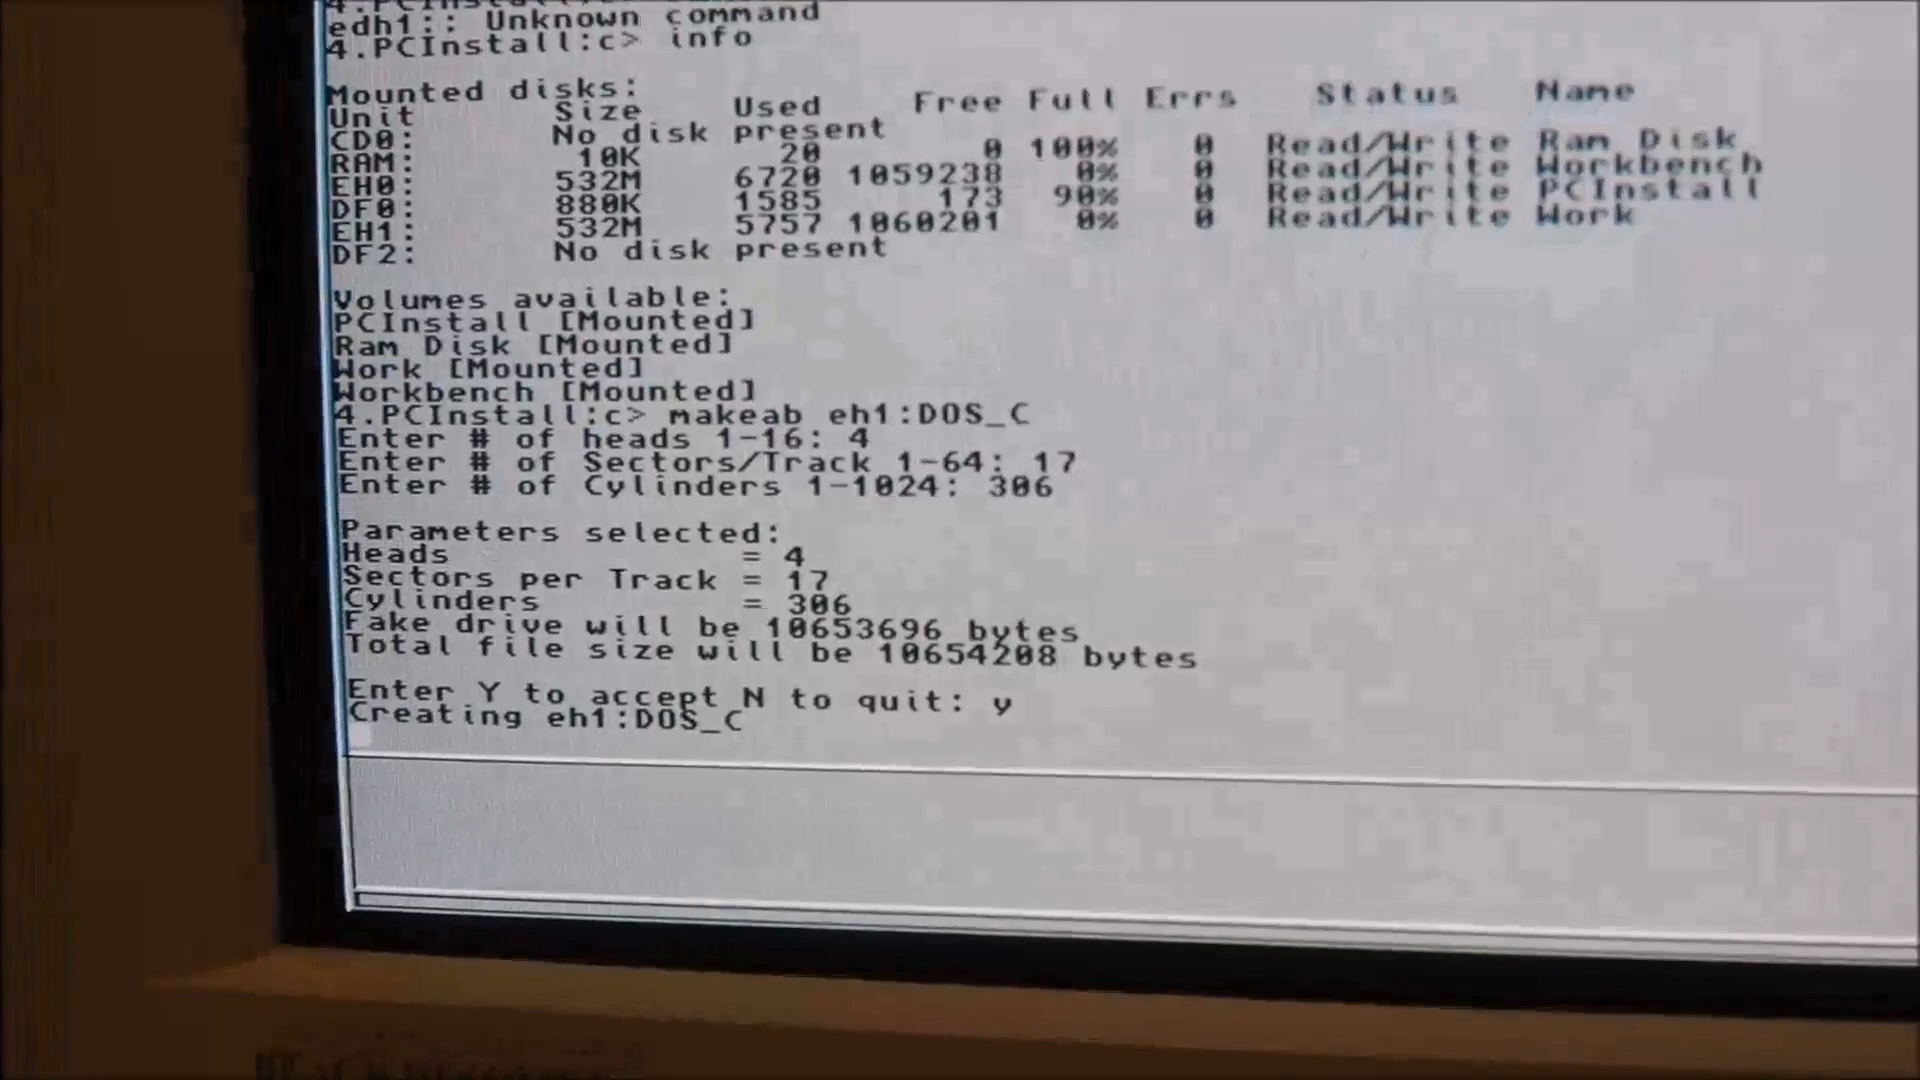 4.PCInstall:c>
edh1:: Unknown command
4.PCInstall:c> info
Mounted disks:
Unit Size Used Free Full Errs Status Name
CD0: No disk present
RAM: 10K 20 0 100% 0 Read/Write Ram Disk
EH0: 532M 6720 1059238 0% 0 Read/Write Workbench
DF0: 880K 1585 173 90% 0 Read/Write PCInstall
EH1: 532M 5757 1060201 0% 0 Read/Write Work
DF2: No disk present
Volumes available:
PCInstall [Mounted]
Ram Disk [Mounted]
Work [Mounted]
Workbench [Mounted]
4.PCInstall:c> makeab eh1:DOS_C
Enter # of heads 1-16: 4
Enter # of Sectors/Track 1-64: 17
Enter # of Cylinders 1-1024: 306
Parameters selected:
Heads = 4
Sectors per Track = 17
Cylinders = 306
Fake drive will be 10653696 bytes
Total file size will be 10654208 bytes
Enter Y to accept N to quit: y
Creating eh1:DOS_C